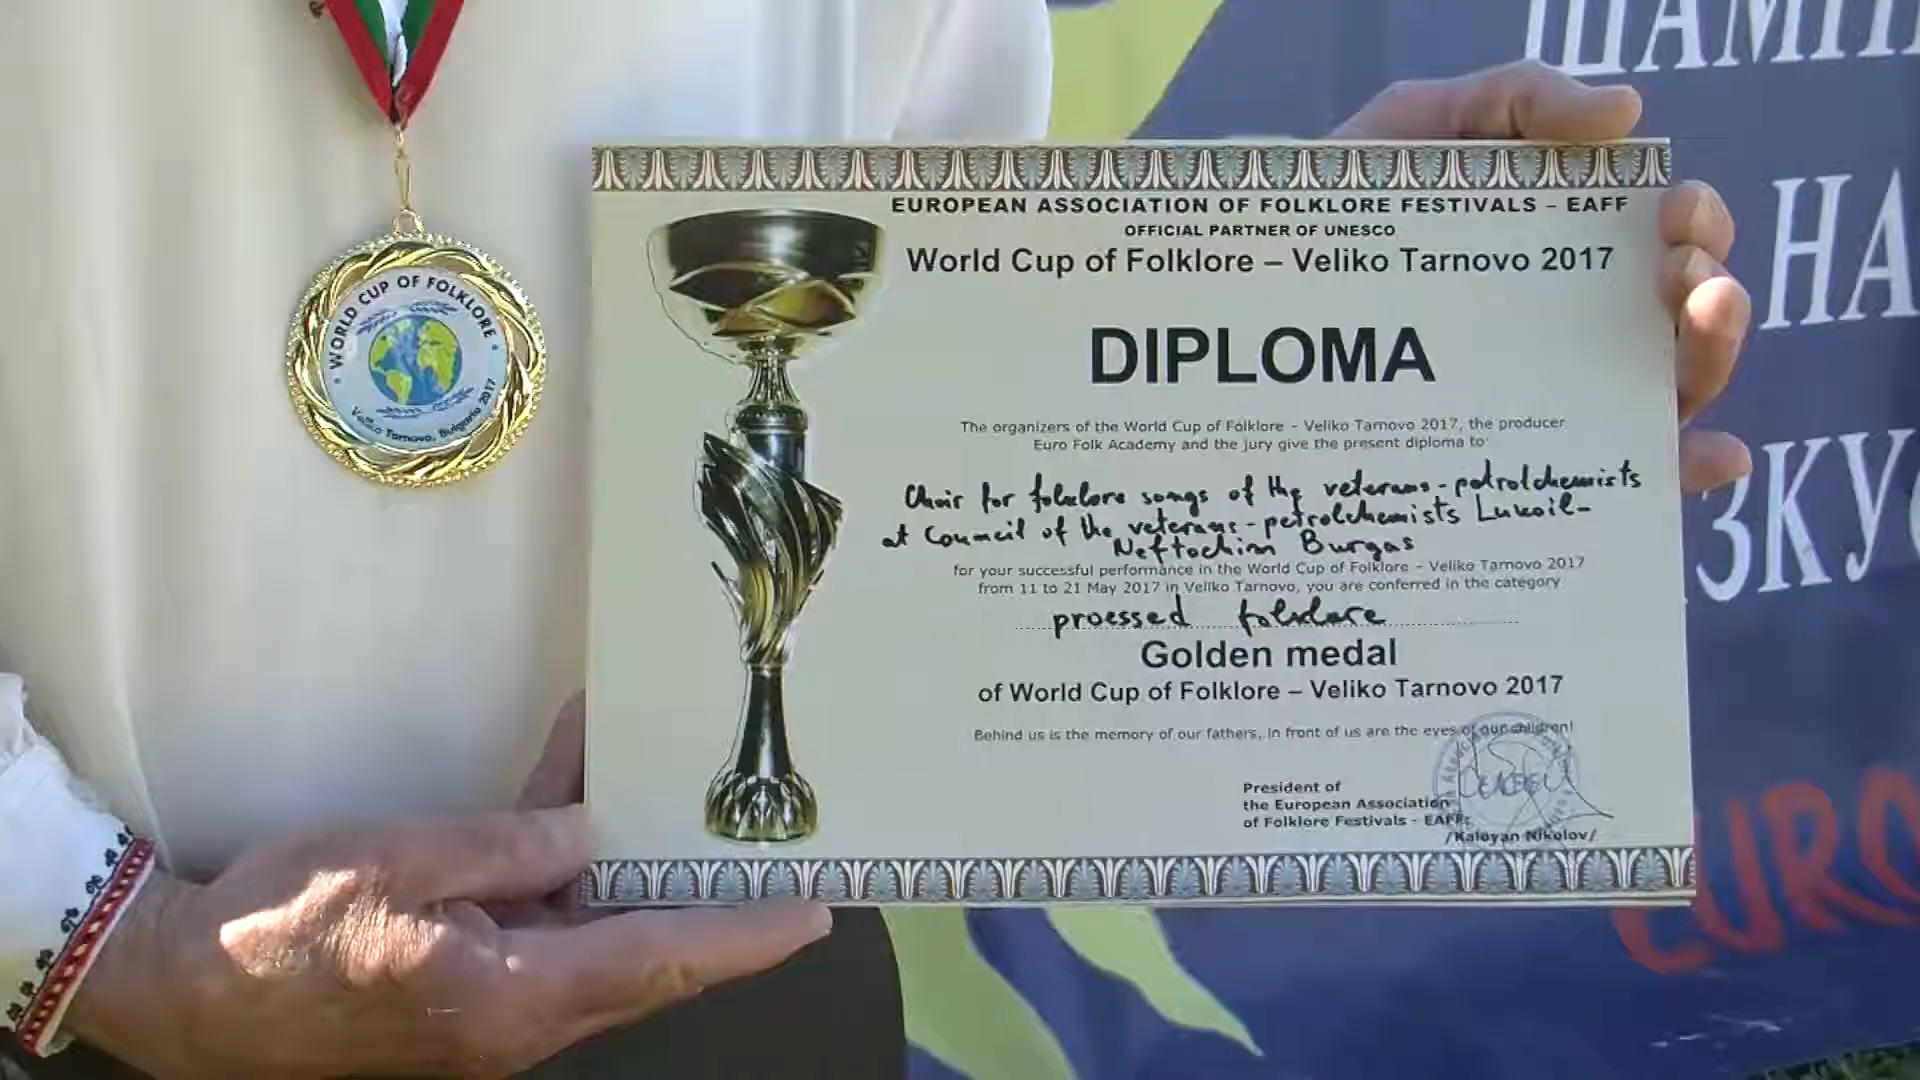 WORLD CUP OF FOLKLORE
Veliko Tarnovo, Bulgaria 2017
EUROPEAN ASSOCIATION OF FOLKLORE FESTIVALS – EAFF
OFFICIAL PARTNER OF UNESCO
World Cup of Folklore – Veliko Tarnovo 2017
DIPLOMA
The organizers of the World Cup of Folklore – Veliko Tarnovo 2017, the producer
Euro Folk Academy and the jury give the present diploma to:
Choir for folclore songs of the veterans-patrolchemists
at Council of the veterans-petrolchemists Lukoil-
Neftochim Burgas
for your successful performance in the World Cup of Folklore – Veliko Tarnovo 2017
from 11 to 21 May 2017 in Veliko Tarnovo, you are conferred in the category
proessed folklore
Golden medal
of World Cup of Folklore – Veliko Tarnovo 2017
Behind us is the memory of our fathers, in front of us are the eyes of our children!
President of
the European Association
of Folklore Festivals - EAFF:
/Kaloyan Nikolov/
НА
EURO